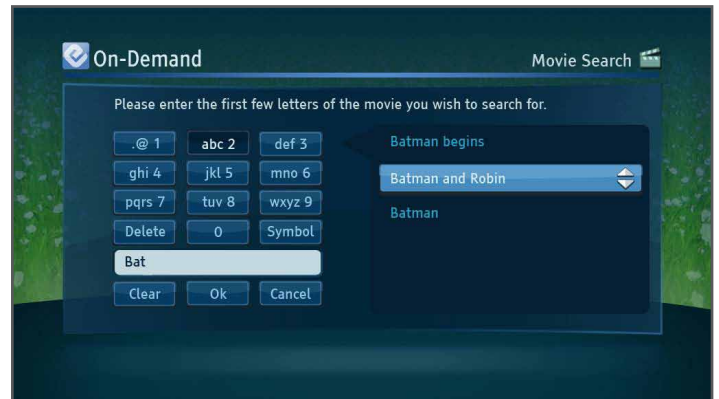 On-Demand
Movie Search
Please enter the first few letters of the movie you wish to search for.
.@ 1 abc 2 def 3
ghi 4 jkl 5 mno 6
pqrs 7 tuv 8 wxyz 9
Delete 0 Symbol
Bat
Clear Ok Cancel
Batman begins
Batman and Robin
Batman